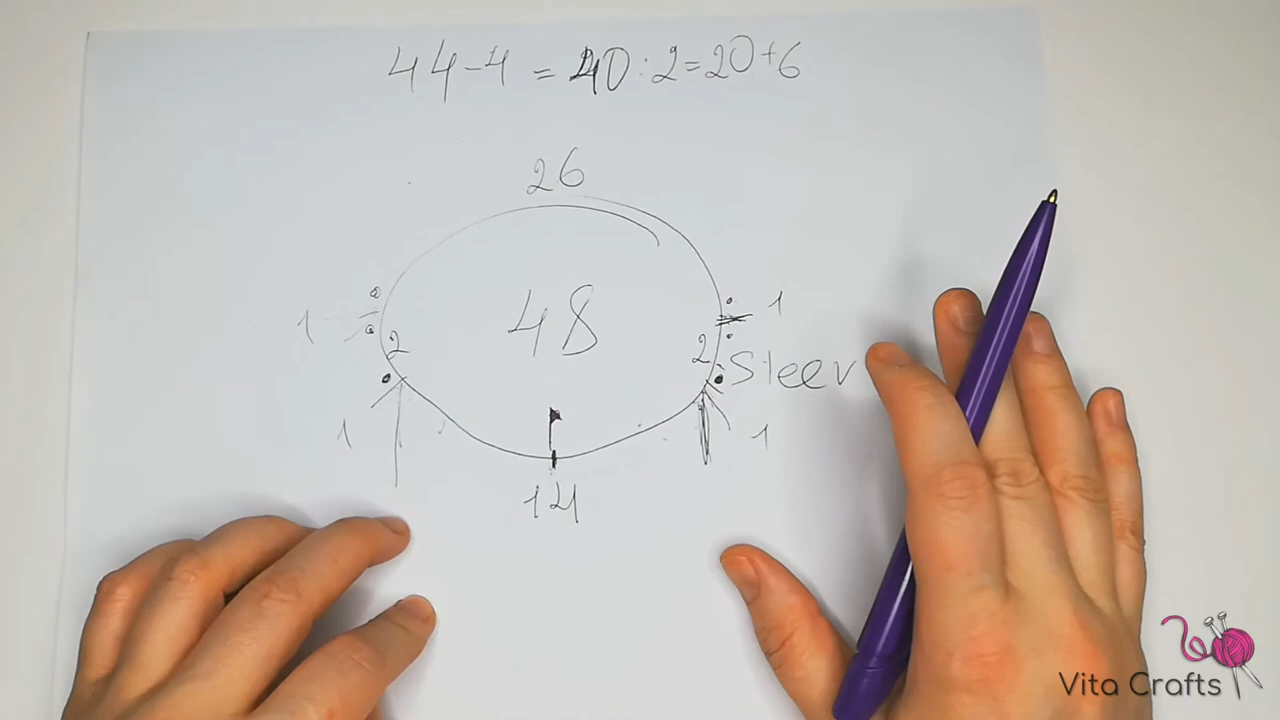 44-4 = 40:2=20+6
26
1 1
48
2 2
Sleev
1 1
14
Vita Crafts